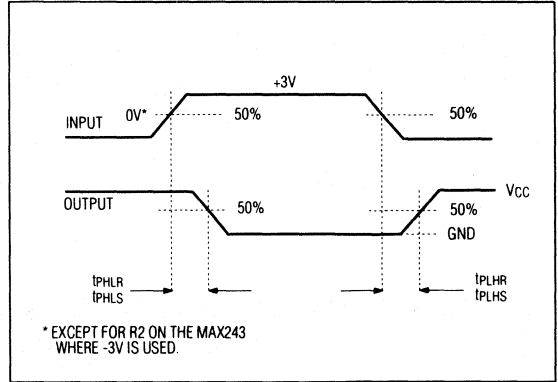 +3V
0V*
50%
50%
INPUT
VCC
OUTPUT
50%
50%
GND
tPHLR
tPHLS
tPLHR
tPLHS
* EXCEPT FOR R2 ON THE MAX243
WHERE -3V IS USED.